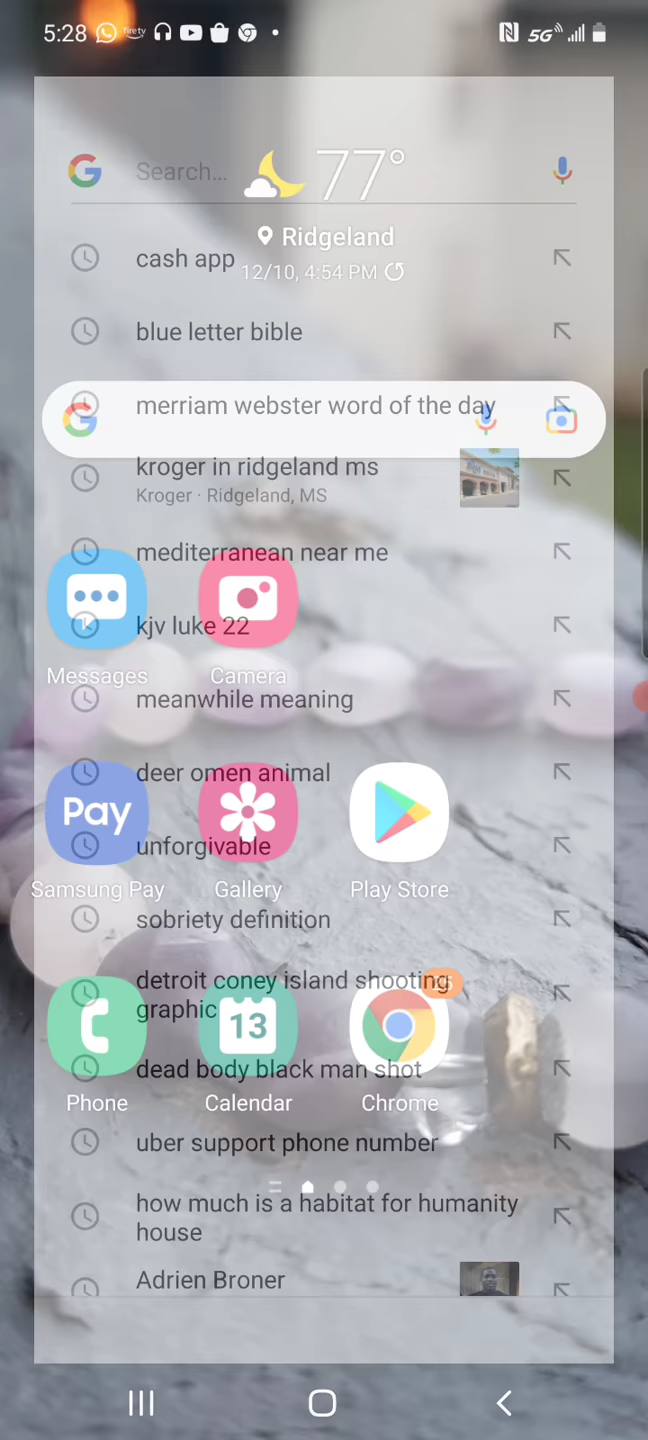 5:28 firetv 5G
Search... 77°
Ridgeland
cash app
12/10, 4:54 PM
blue letter bible
merriam webster word of the day
kroger in ridgeland ms
Kroger · Ridgeland, MS
mediterranean near me
kjv luke 22
Messages Camera
meanwhile meaning
deer omen animal
Pay
unforgivable
Samsung Pay Gallery Play Store
sobriety definition
detroit coney island shooting
graphic
13
dead body black man shot
Phone Calendar Chrome
uber support phone number
how much is a habitat for humanity
house
Adrien Broner